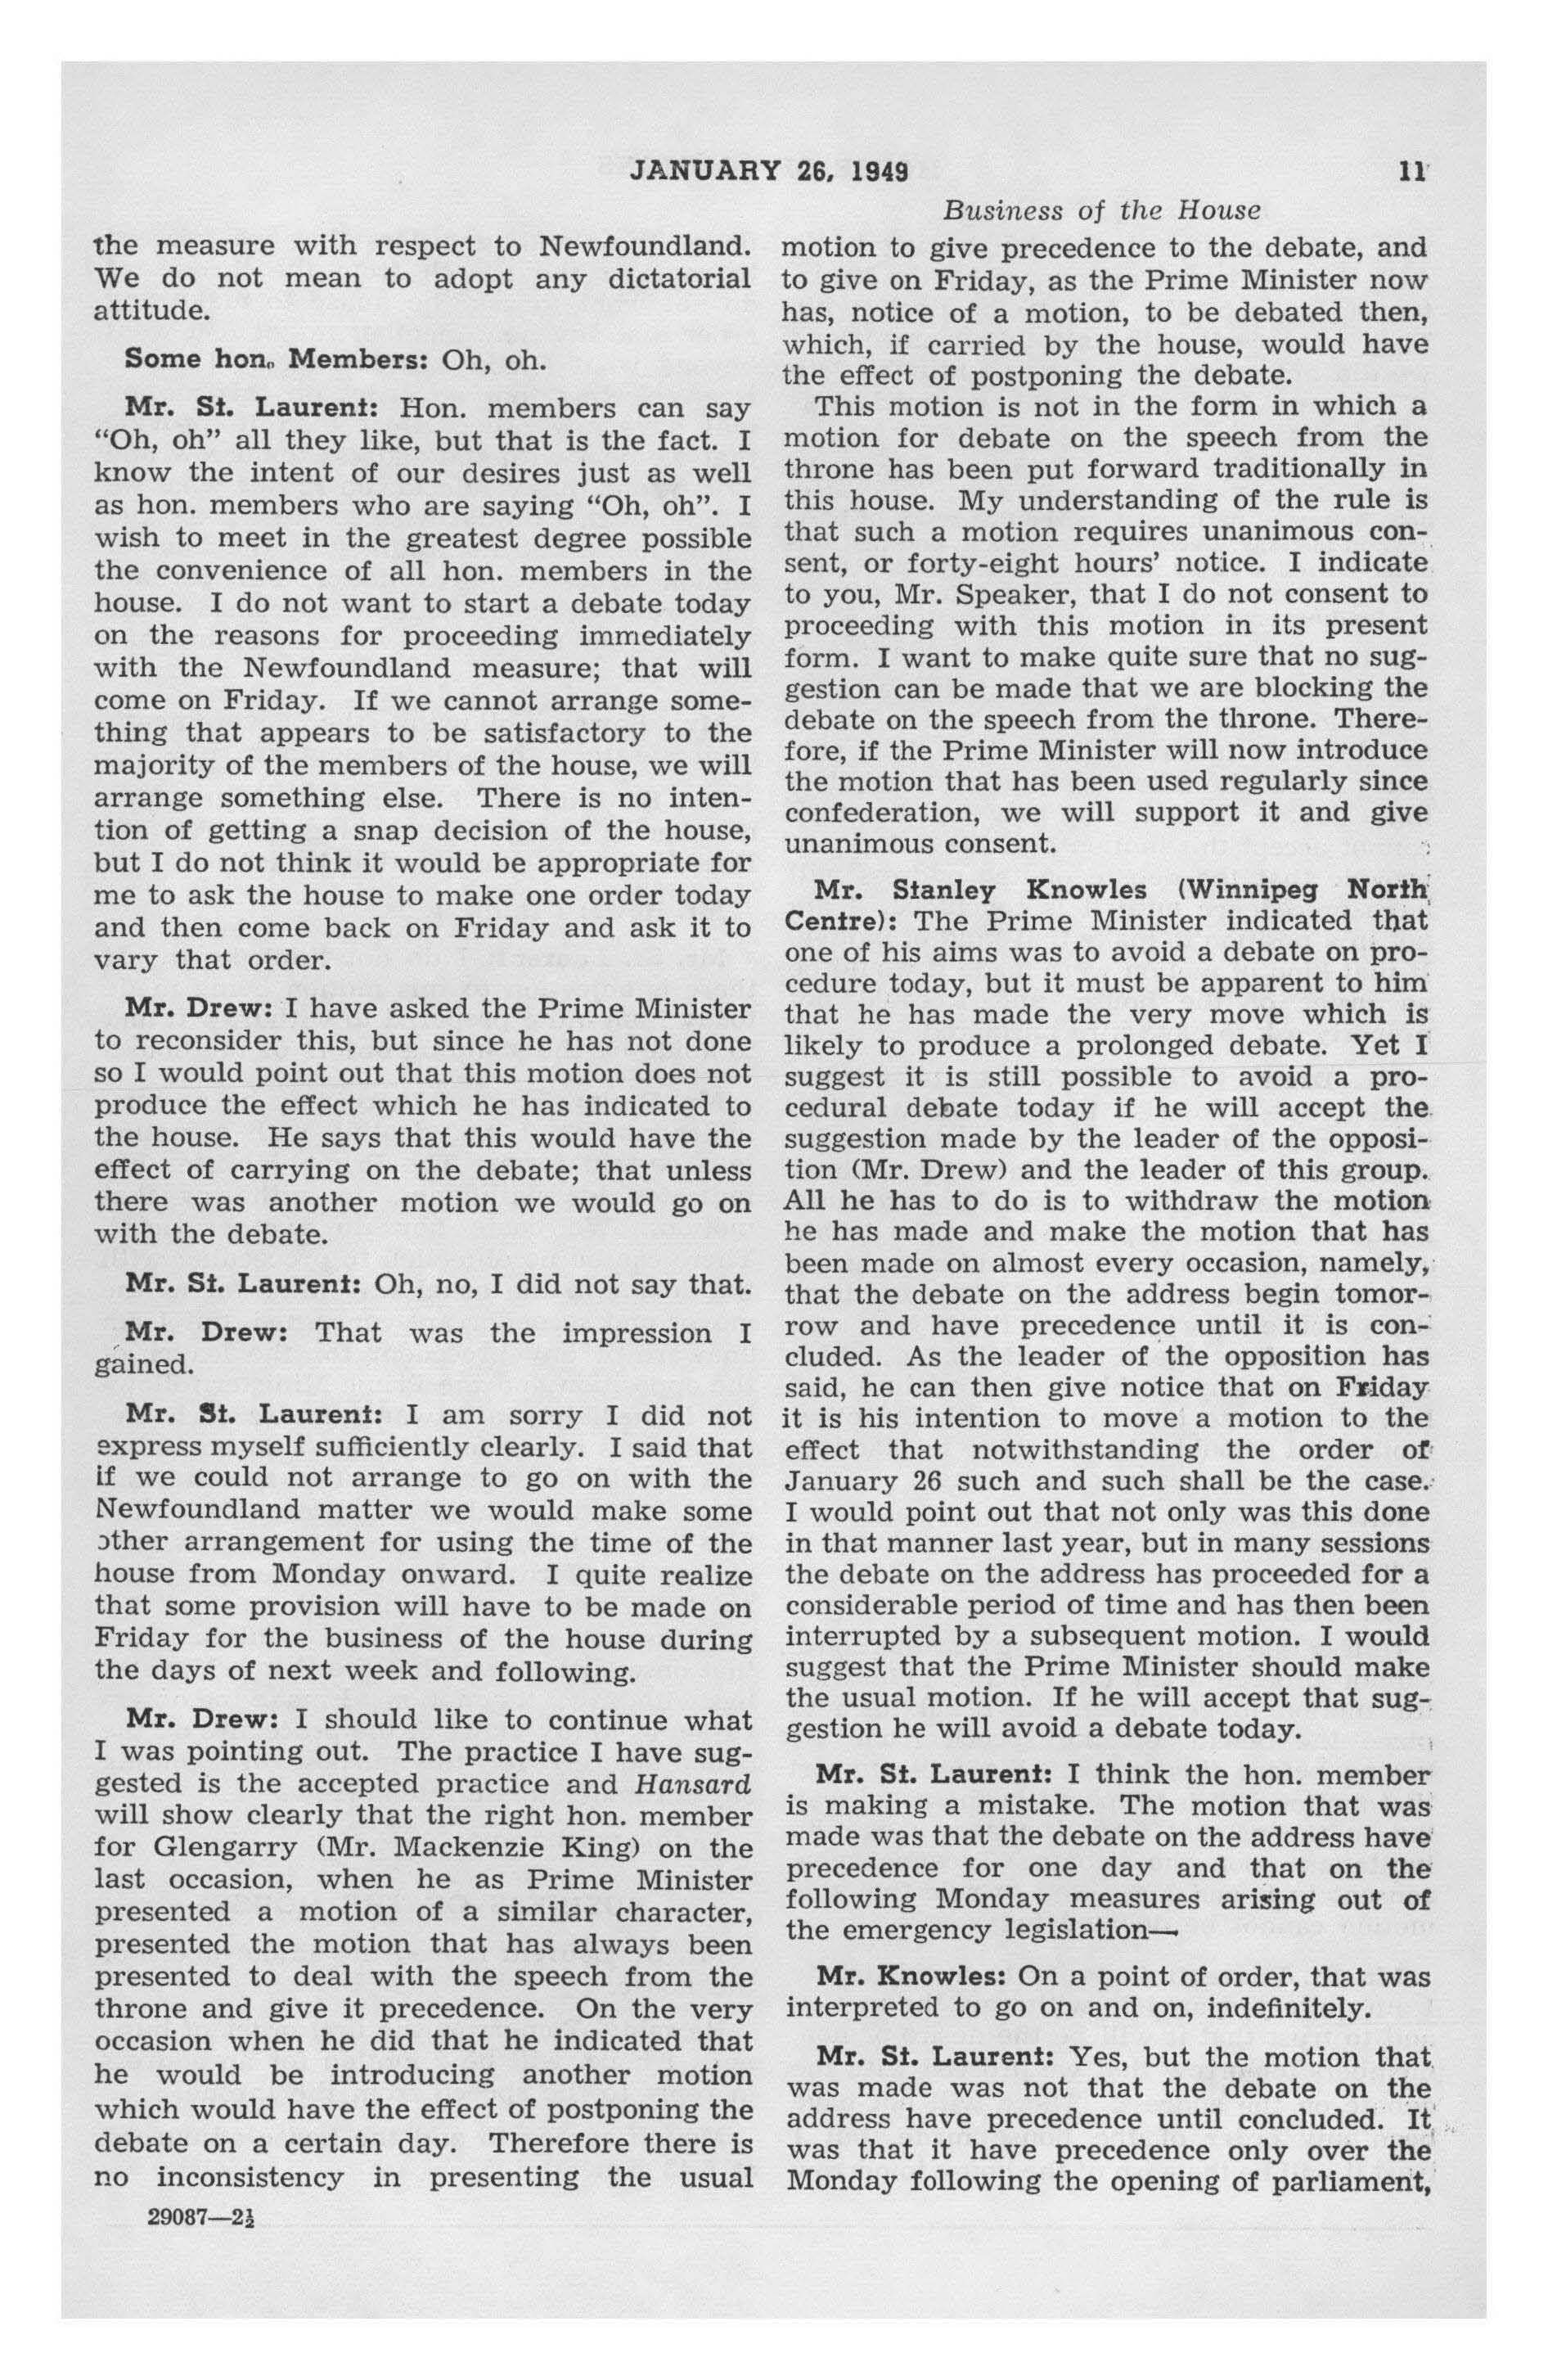 JANUARY 26, 1949 11
Business of the House
the measure with respect to Newfoundland.
We do not mean to adopt any dictatorial
attitude.
Some hon. Members: Oh, oh.
Mr. St. Laurent: Hon. members can say
“Oh, oh” all they like, but that is the fact. I
know the intent of our desires just as well
as hon. members who are saying “Oh, oh”. I
wish to meet in the greatest degree possible
the convenience of all hon. members in the
house. I do not want to start a debate today
on the reasons for proceeding immediately
with the Newfoundland measure; that will
come on Friday. If we cannot arrange some-
thing that appears to be satisfactory to the
majority of the members of the house, we will
arrange something else. There is no inten-
tion of getting a snap decision of the house,
but I do not think it would be appropriate for
me to ask the house to make one order today
and then come back on Friday and ask it to
vary that order.
Mr. Drew: I have asked the Prime Minister
to reconsider this, but since he has not done
so I would point out that this motion does not
produce the effect which he has indicated to
the house. He says that this would have the
effect of carrying on the debate; that unless
there was another motion we would go on
with the debate.
Mr. St. Laurent: Oh, no, I did not say that.
Mr. Drew: That was the impression I
gained.
Mr. St. Laurent: I am sorry I did not
express myself sufficiently clearly. I said that
if we could not arrange to go on with the
Newfoundland matter we would make some
other arrangement for using the time of the
house from Monday onward. I quite realize
that some provision will have to be made on
Friday for the business of the house during
the days of next week and following.
Mr. Drew: I should like to continue what
I was pointing out. The practice I have sug-
gested is the accepted practice and Hansard
will show clearly that the right hon. member
for Glengarry (Mr. Mackenzie King) on the
last occasion, when he as Prime Minister
presented a motion of a similar character,
presented the motion that has always been
presented to deal with the speech from the
throne and give it precedence. On the very
occasion when he did that he indicated that
he would be introducing another motion
which would have the effect of postponing the
debate on a certain day. Therefore there is
no inconsistency in presenting the usual
29087—2½
motion to give precedence to the debate, and
to give on Friday, as the Prime Minister now
has, notice of a motion, to be debated then,
which, if carried by the house, would have
the effect of postponing the debate.
This motion is not in the form in which a
motion for debate on the speech from the
throne has been put forward traditionally in
this house. My understanding of the rule is
that such a motion requires unanimous con-
sent, or forty-eight hours’ notice. I indicate
to you, Mr. Speaker, that I do not consent to
proceeding with this motion in its present
form. I want to make quite sure that no sug-
gestion can be made that we are blocking the
debate on the speech from the throne. There-
fore, if the Prime Minister will now introduce
the motion that has been used regularly since
confederation, we will support it and give
unanimous consent.
Mr. Stanley Knowles (Winnipeg North
Centre): The Prime Minister indicated that
one of his aims was to avoid a debate on pro-
cedure today, but it must be apparent to him
that he has made the very move which is
likely to produce a prolonged debate. Yet I
suggest it is still possible to avoid a pro-
cedural debate today if he will accept the
suggestion made by the leader of the opposi-
tion (Mr. Drew) and the leader of this group.
All he has to do is to withdraw the motion
he has made and make the motion that has
been made on almost every occasion, namely,
that the debate on the address begin tomor-
row and have precedence until it is con-
cluded. As the leader of the opposition has
said, he can then give notice that on Friday
it is his intention to move a motion to the
effect that notwithstanding the order of
January 26 such and such shall be the case.
I would point out that not only was this done
in that manner last year, but in many sessions
the debate on the address has proceeded for a
considerable period of time and has then been
interrupted by a subsequent motion. I would
suggest that the Prime Minister should make
the usual motion. If he will accept that sug-
gestion he will avoid a debate today.
Mr. St. Laurent: I think the hon. member
is making a mistake. The motion that was
made was that the debate on the address have
precedence for one day and that on the
following Monday measures arising out of
the emergency legislation—
Mr. Knowles: On a point of order, that was
interpreted to go on and on, indefinitely.
Mr. St. Laurent: Yes, but the motion that
was made was not that the debate on the
address have precedence until concluded. It
was that it have precedence only over the
Monday following the opening of parliament,